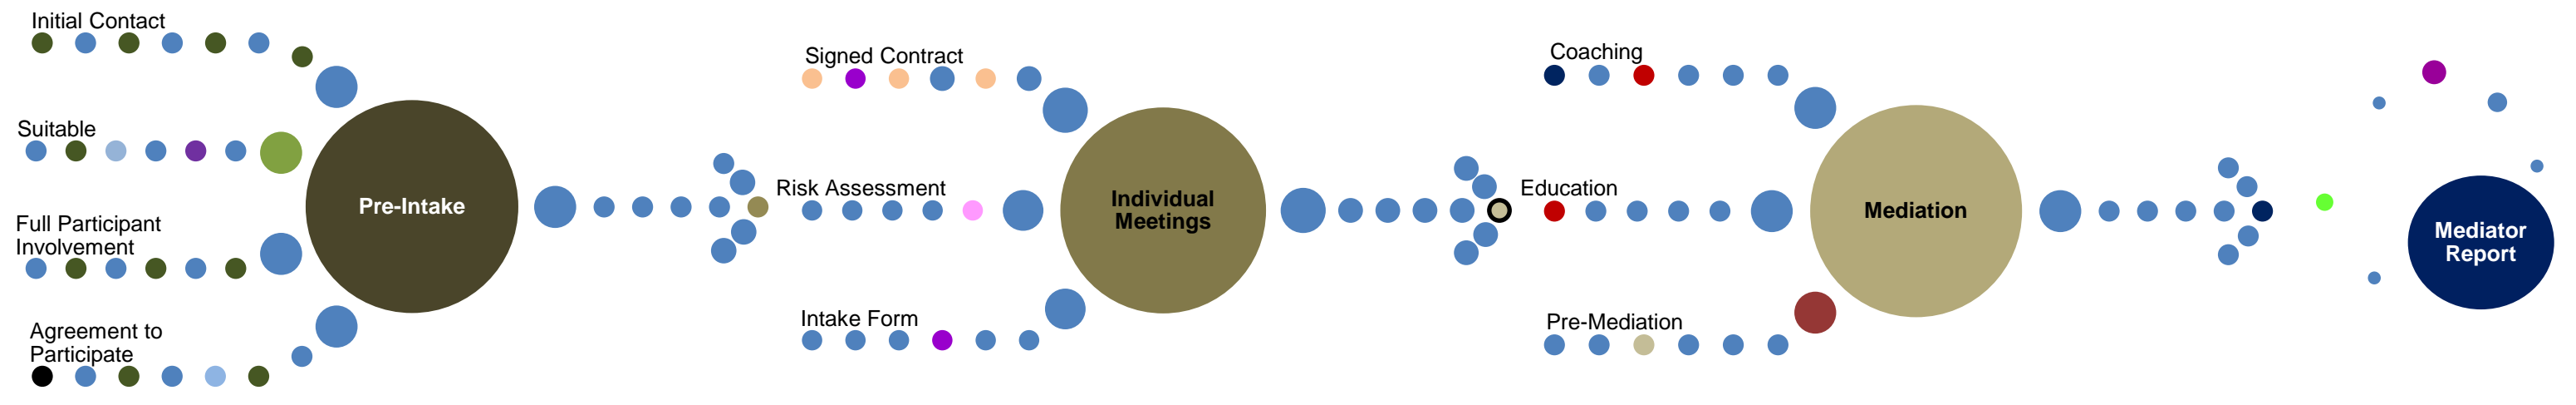 Initial Contact
Suitable
Full Participant
Involvement
Agreement to
Participate
Pre-Intake
Signed Contract
Risk Assessment
Intake Form
Individual
Meetings
Coaching
Education
Pre-Mediation
Mediation
Mediator
Report